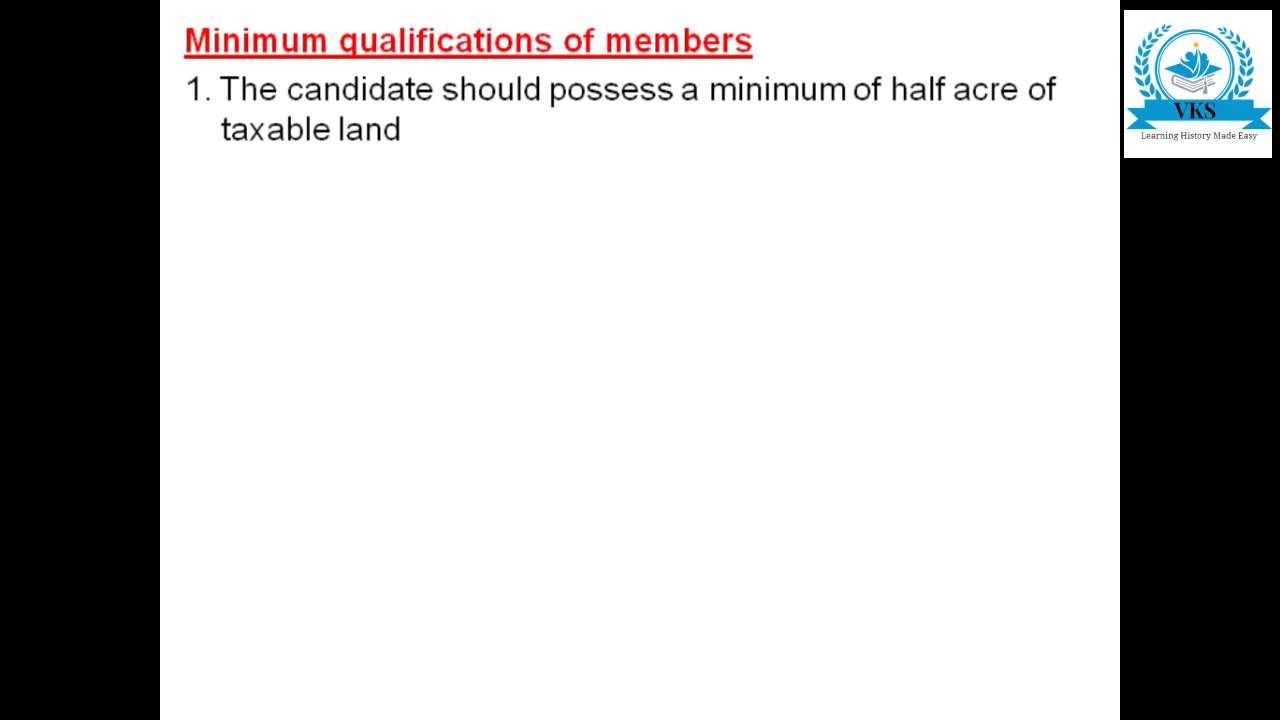 Minimum qualifications of members
1. The candidate should possess a minimum of half acre of
taxable land
VKS
Learning History Made Easy